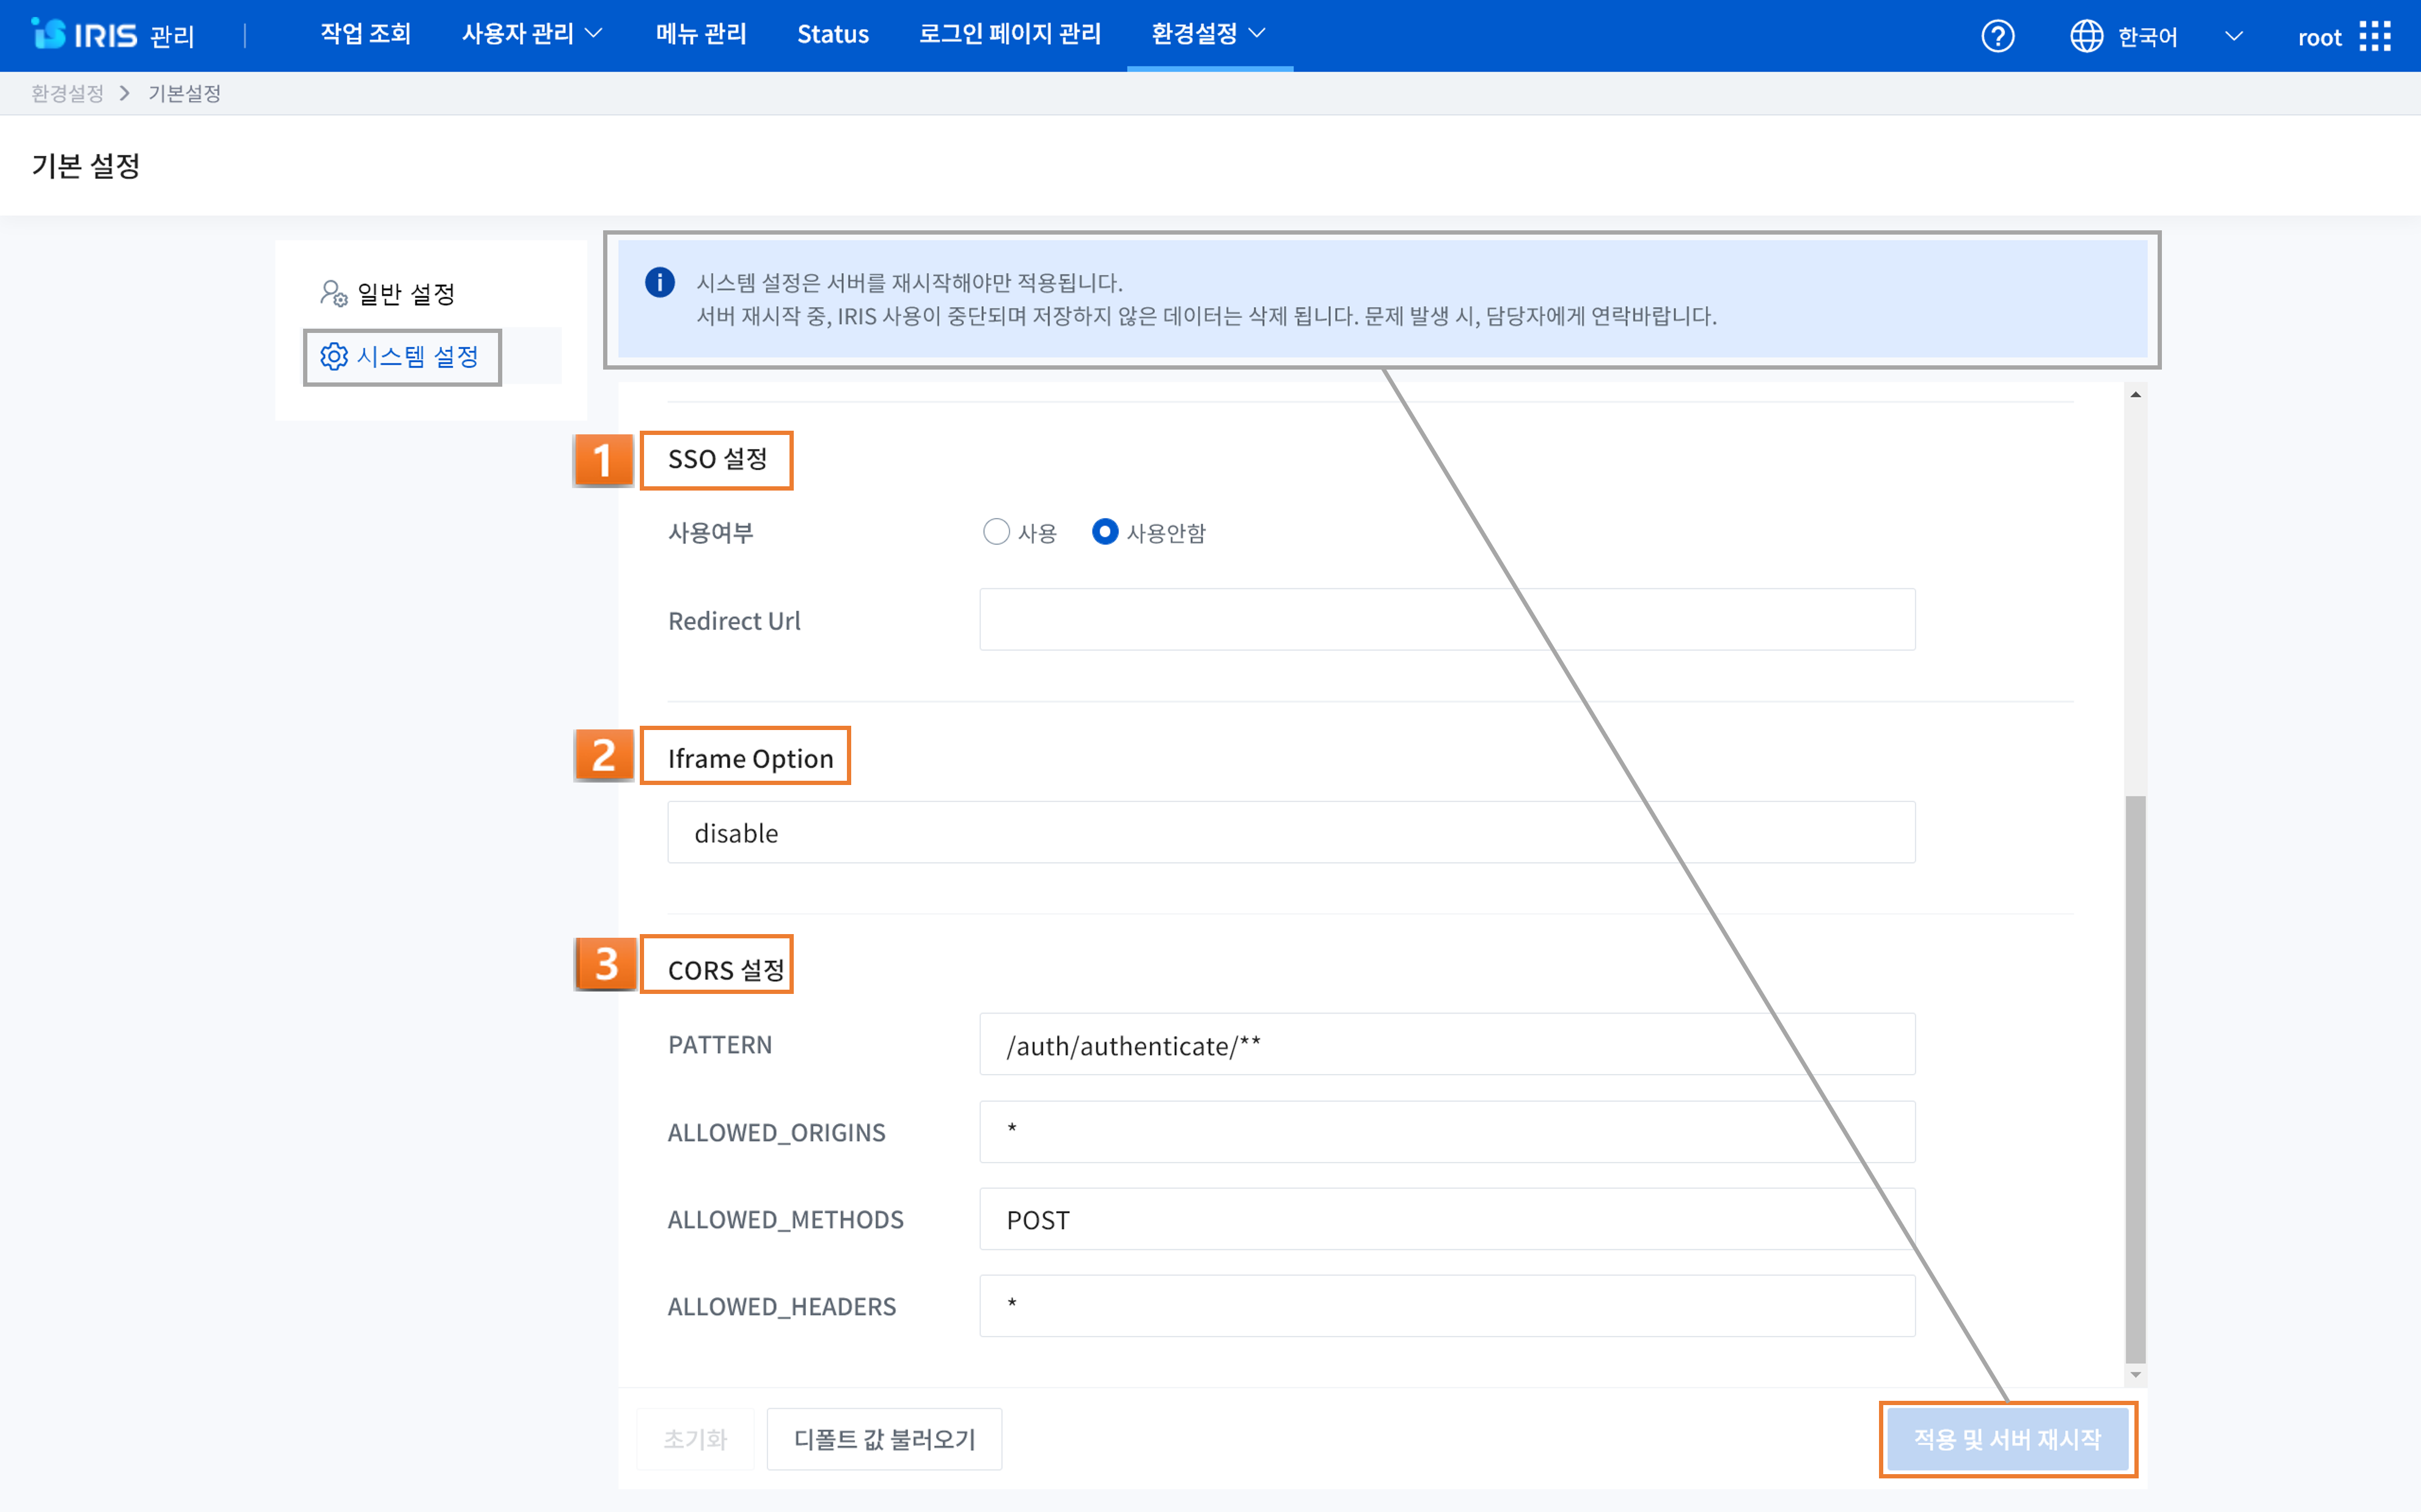 IRIS 관리
작업 조회
사용자 관리
메뉴 관리
Status
로그인 페이지 관리
환경설정
한국어
root
환경설정 > 기본설정
기본 설정
일반 설정
시스템 설정
시스템 설정은 서버를 재시작해야만 적용됩니다.
서버 재시작 중, IRIS 사용이 중단되며 저장하지 않은 데이터는 삭제 됩니다. 문제 발생 시, 담당자에게 연락바랍니다.
1 SSO 설정
사용여부 사용 사용안함
Redirect Url
2 Iframe Option
disable
3 CORS 설정
PATTERN /auth/authenticate/**
ALLOWED_ORIGINS *
ALLOWED_METHODS POST
ALLOWED_HEADERS *
초기화 디폴트 값 불러오기 적용 및 서버 재시작